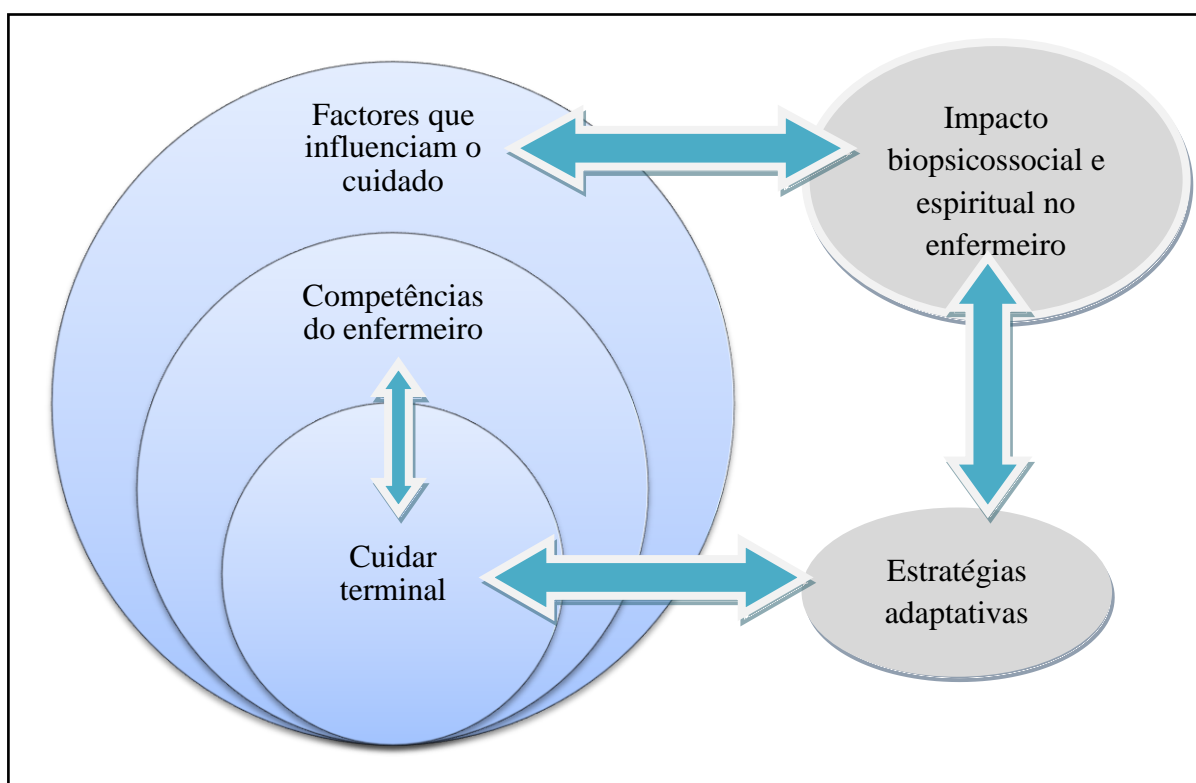 Factores que
influenciam o
cuidado
Impacto
biopsicossocial e
espiritual no
enfermeiro
Competências
do enfermeiro
Cuidar
terminal
Estratégias
adaptativas